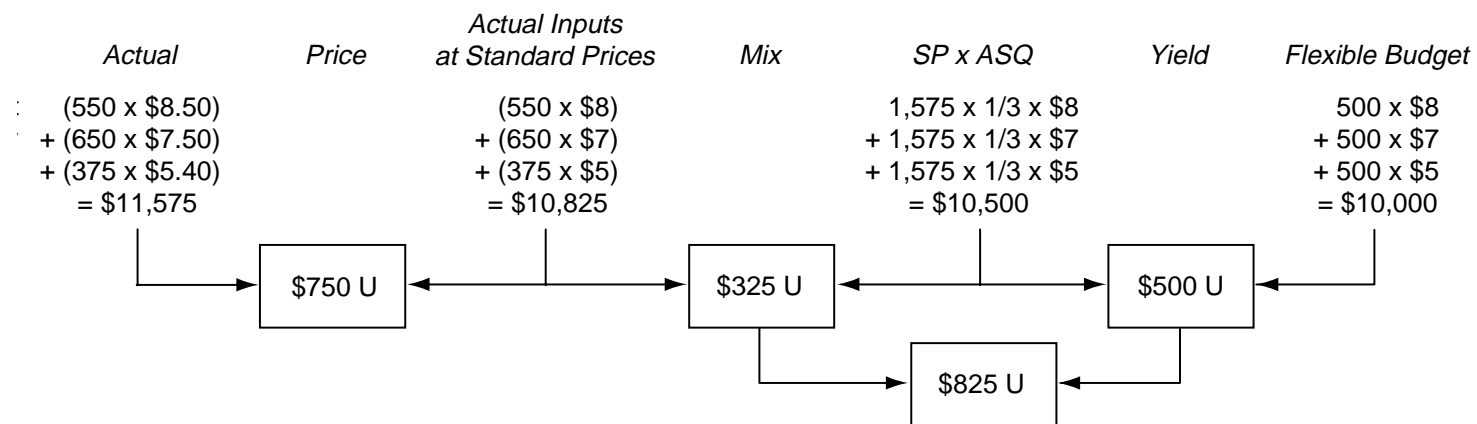 Actual Price Actual Inputs at Standard Prices Mix SP x ASQ Yield Flexible Budget
(550 x $8.50) (550 x $8) 1,575 x 1/3 x $8 500 x $8
+ (650 x $7.50) + (650 x $7) + 1,575 x 1/3 x $7 + 500 x $7
+ (375 x $5.40) + (375 x $5) + 1,575 x 1/3 x $5 + 500 x $5
= $11,575 = $10,825 = $10,500 = $10,000
$750 U $325 U $500 U
$825 U